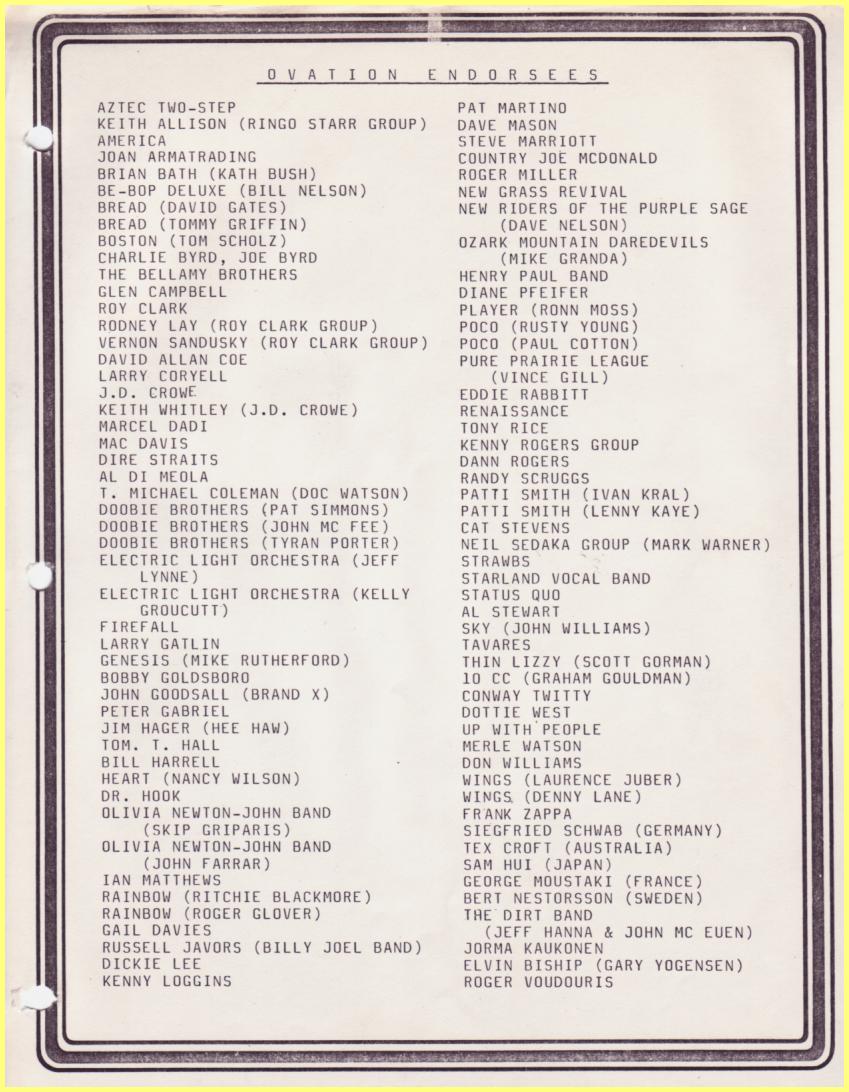 OVATION ENDORSEES
AZTEC TWO-STEP
KEITH ALLISON (RINGO STARR GROUP)
AMERICA
JOAN ARMATRADING
BRIAN BATH (KATH BUSH)
BE-BOP DELUXE (BILL NELSON)
BREAD (DAVID GATES)
BREAD (TOMMY GRIFFIN)
BOSTON (TOM SCHOLZ)
CHARLIE BYRD, JOE BYRD
THE BELLAMY BROTHERS
GLEN CAMPBELL
ROY CLARK
RODNEY LAY (ROY CLARK GROUP)
VERNON SANDUSKY (ROY CLARK GROUP)
DAVID ALLAN COE
LARRY CORYELL
J.D. CROWE
KEITH WHITLEY (J.D. CROWE)
MARCEL DADI
MAC DAVIS
DIRE STRAITS
AL DI MEOLA
T. MICHAEL COLEMAN (DOC WATSON)
DOOBIE BROTHERS (PAT SIMMONS)
DOOBIE BROTHERS (JOHN MC FEE)
DOOBIE BROTHERS (TYRAN PORTER)
ELECTRIC LIGHT ORCHESTRA (JEFF
LYNNE)
ELECTRIC LIGHT ORCHESTRA (KELLY
GROUCUTT)
FIREFALL
LARRY GATLIN
GENESIS (MIKE RUTHERFORD)
BOBBY GOLDSBORO
JOHN GOODSALL (BRAND X)
PETER GABRIEL
JIM HAGER (HEE HAW)
TOM. T. HALL
BILL HARRELL
HEART (NANCY WILSON)
DR. HOOK
OLIVIA NEWTON-JOHN BAND
(SKIP GRIPARIS)
OLIVIA NEWTON-JOHN BAND
(JOHN FARRAR)
IAN MATTHEWS
RAINBOW (RITCHIE BLACKMORE)
RAINBOW (ROGER GLOVER)
GAIL DAVIES
RUSSELL JAVORS (BILLY JOEL BAND)
DICKIE LEE
KENNY LOGGINS
PAT MARTINO
DAVE MASON
STEVE MARRIOTT
COUNTRY JOE MCDONALD
ROGER MILLER
NEW GRASS REVIVAL
NEW RIDERS OF THE PURPLE SAGE
(DAVE NELSON)
OZARK MOUNTAIN DAREDEVILS
(MIKE GRANDA)
HENRY PAUL BAND
DIANE PFEIFER
PLAYER (RONN MOSS)
POCO (RUSTY YOUNG)
POCO (PAUL COTTON)
PURE PRAIRIE LEAGUE
(VINCE GILL)
EDDIE RABBITT
RENAISSANCE
TONY RICE
KENNY ROGERS GROUP
DANN ROGERS
RANDY SCRUGGS
PATTI SMITH (IVAN KRAL)
PATTI SMITH (LENNY KAYE)
CAT STEVENS
NEIL SEDAKA GROUP (MARK WARNER)
STRAWBS
STARLAND VOCAL BAND
STATUS QUO
AL STEWART
SKY (JOHN WILLIAMS)
TAVARES
THIN LIZZY (SCOTT GORMAN)
10 CC (GRAHAM GOULDMAN)
CONWAY TWITTY
DOTTIE WEST
UP WITH PEOPLE
MERLE WATSON
DON WILLIAMS
WINGS (LAURENCE JUBER)
WINGS (DENNY LANE)
FRANK ZAPPA
SIEGFRIED SCHWAB (GERMANY)
TEX CROFT (AUSTRALIA)
SAM HUI (JAPAN)
GEORGE MOUSTAKI (FRANCE)
BERT NESTORSSON (SWEDEN)
THE DIRT BAND
(JEFF HANNA & JOHN MC EUEN)
JORMA KAUKONEN
ELVIN BISHIP (GARY YOGENSEN)
ROGER VOUDOURIS